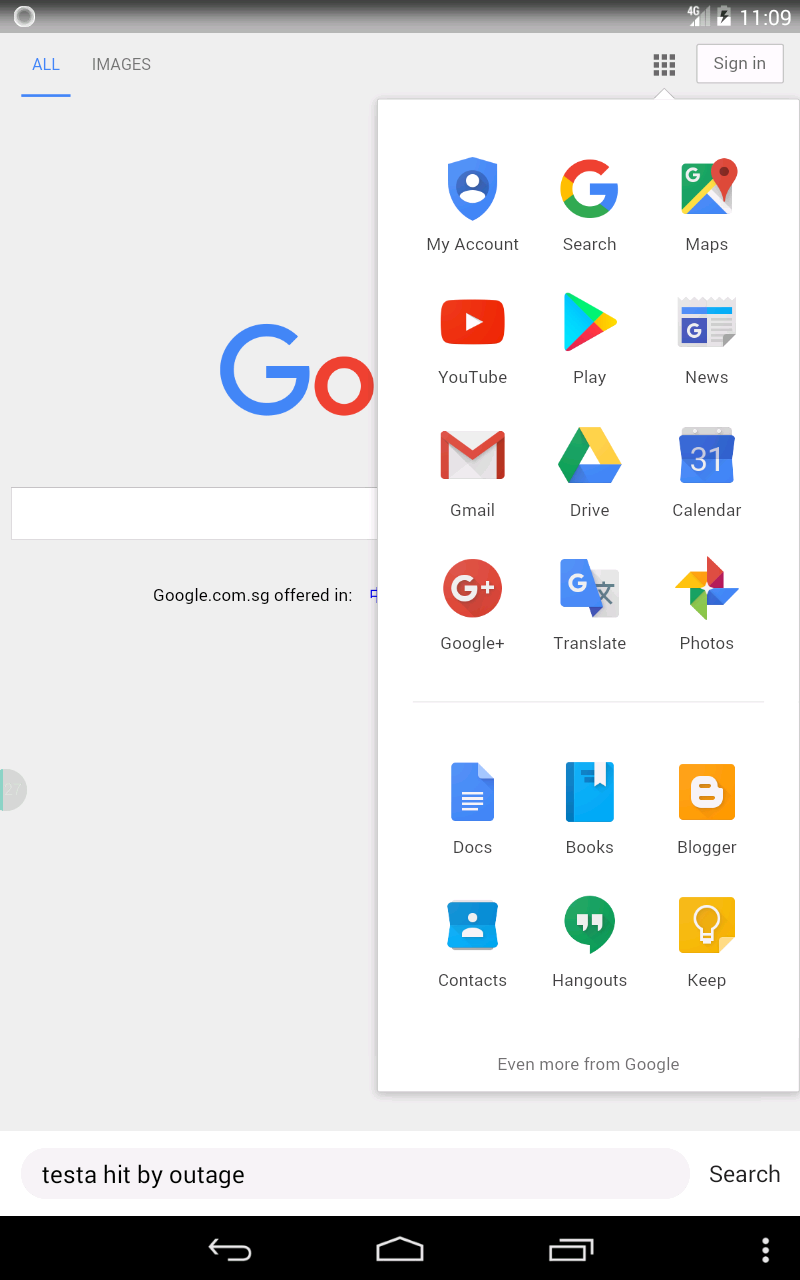 4G 11:09
ALL IMAGES Sign in
My Account Search Maps
YouTube Play News
Gmail Drive Calendar
31
Google+ Translate Photos
Go
Google.com.sg offered in:
Docs Books Blogger
Contacts Hangouts Keep
Even more from Google
testa hit by outage Search